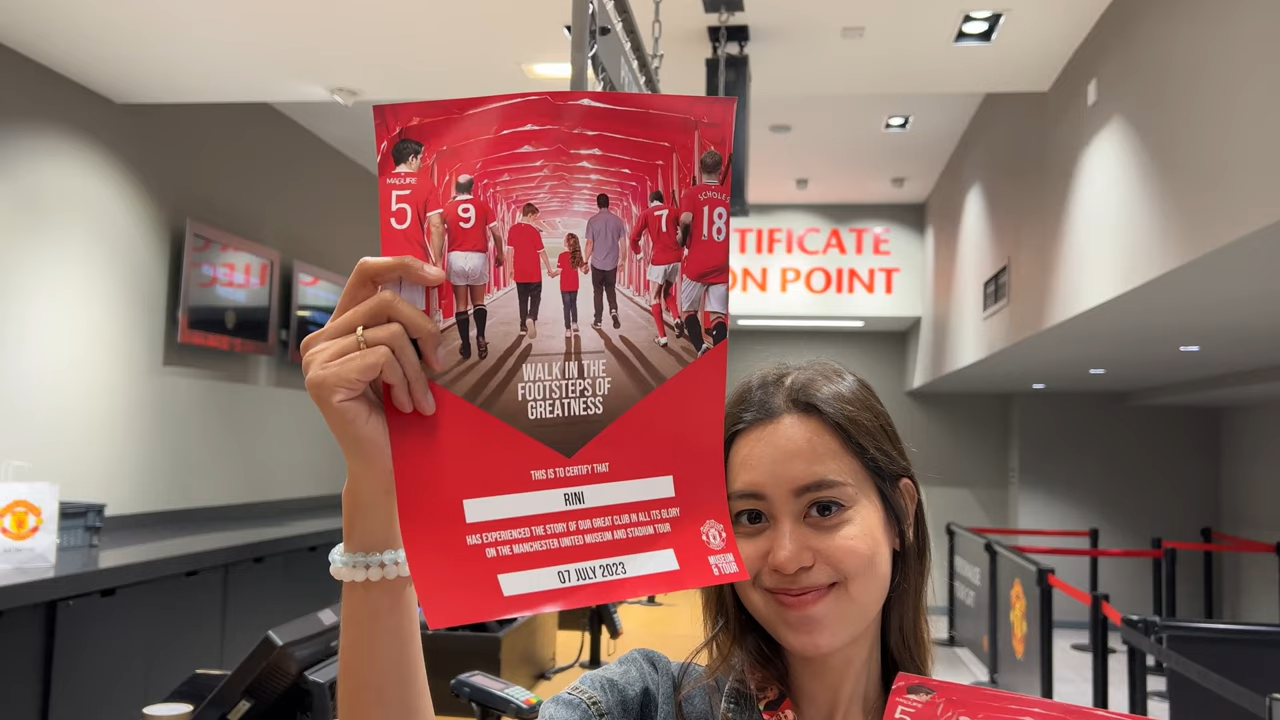 MAGUIRE
5
9
7
SCHOLES
18
TIFICATE
ON POINT
WALK IN THE
FOOTSTEPS OF
GREATNESS
THIS IS TO CERTIFY THAT
RINI
HAS EXPERIENCED THE STORY OF OUR GREAT CLUB IN ALL ITS GLORY
ON THE MANCHESTER UNITED MUSEUM AND STADIUM TOUR
07 JULY 2023
MUSEUM
& TOUR
MAGUIRE
5